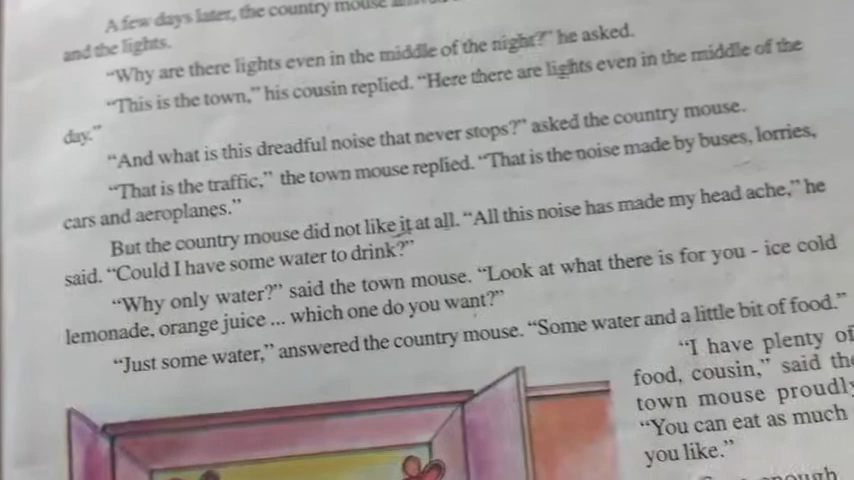 A few days later, the country mouse
and the lights.
“Why are there lights even in the middle of the night?” he asked.
“This is the town,” his cousin replied. “Here there are lights even in the middle of the
day.”
“And what is this dreadful noise that never stops?” asked the country mouse.
“That is the traffic,” the town mouse replied. “That is the noise made by buses, lorries,
cars and aeroplanes.”
But the country mouse did not like it at all. “All this noise has made my head ache,” he
said. “Could I have some water to drink?”
“Why only water?” said the town mouse. “Look at what there is for you - ice cold
lemonade, orange juice ... which one do you want?”
“Just some water,” answered the country mouse. “Some water and a little bit of food.”
“I have plenty of
food, cousin,” said the
town mouse proudly
“You can eat as much
you like.”
enough